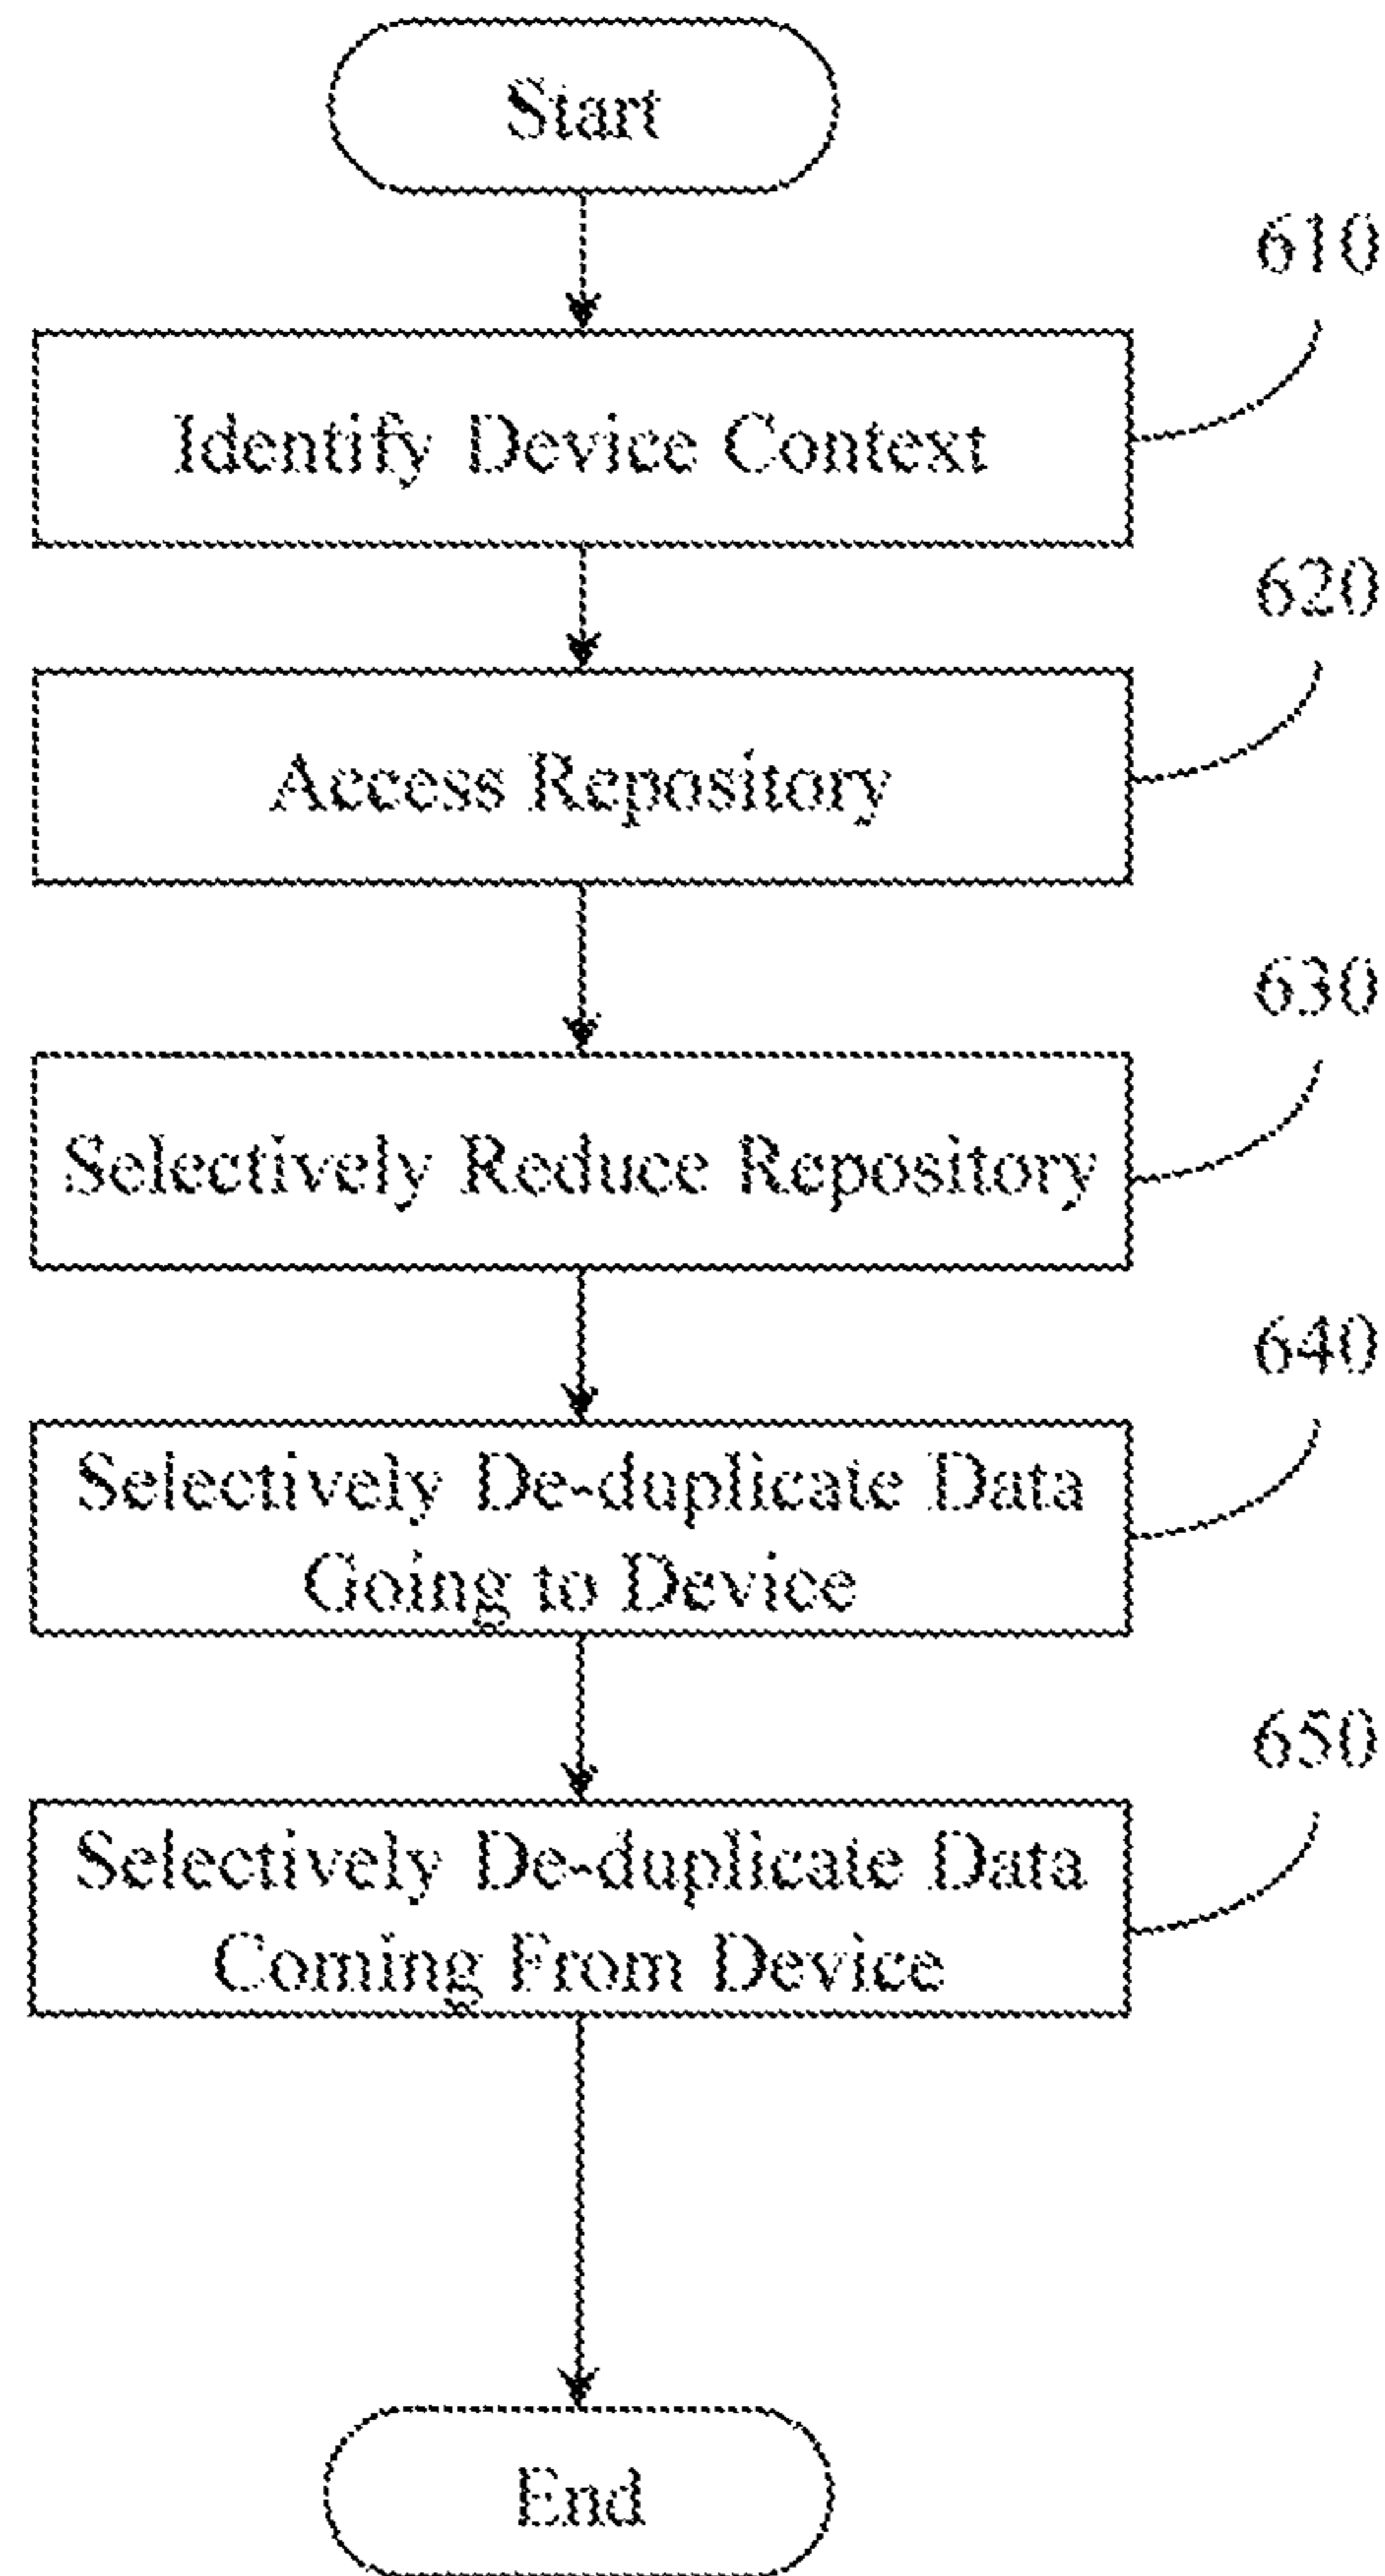 Start
610
Identify Device Context
620
Access Repository
630
Selectively Reduce Repository
640
Selectively De-duplicate Data
Going to Device
650
Selectively De-duplicate Data
Coming From Device
End